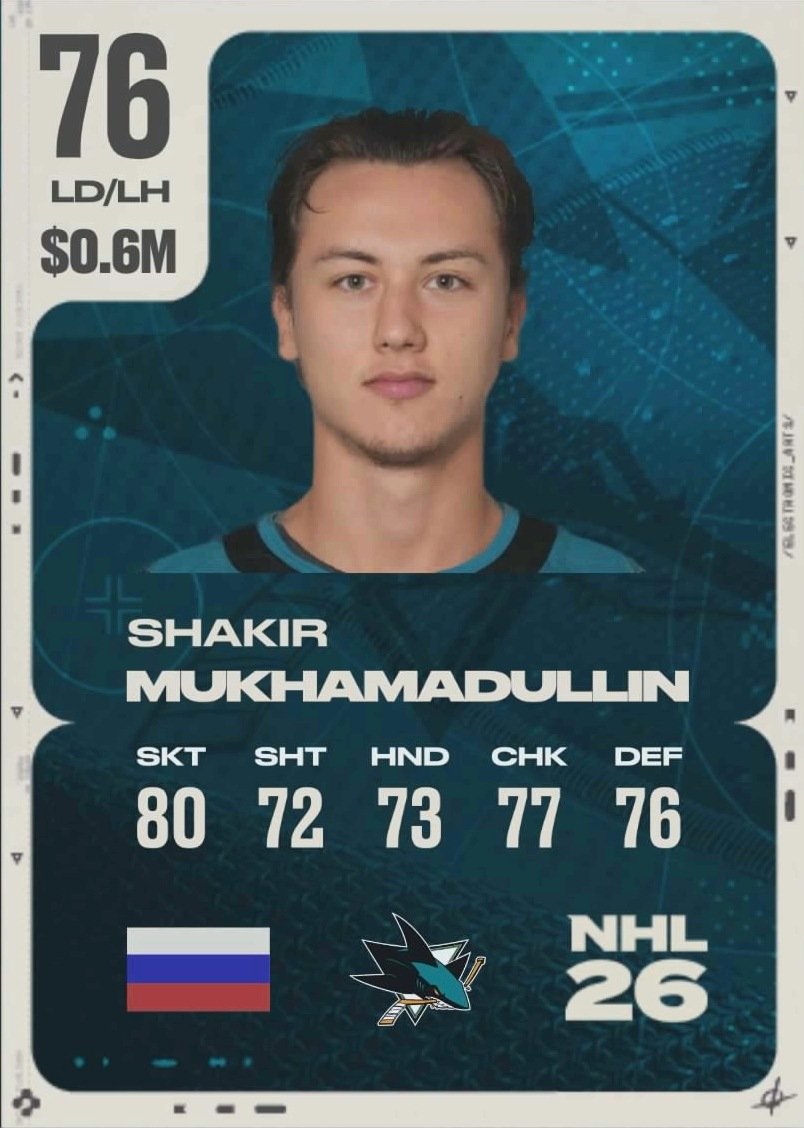 76
LD/LH
$0.6M
SHAKIR
MUKHAMADULLIN
SKT SHT HND CHK DEF
80 72 73 77 76
NHL
26